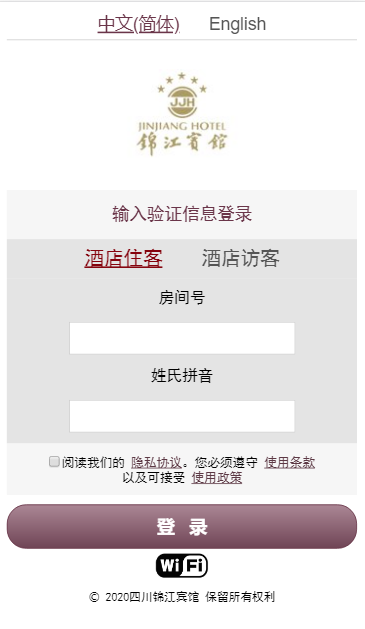 中文(简体) English
JJH
JINJIANG HOTEL
錦江賓館
输入验证信息登录
酒店住客 酒店访客
房间号
姓氏拼音
阅读我们的 隐私协议。您必须遵守 使用条款
以及可接受 使用政策
登 录
WiFi
© 2020四川锦江宾馆 保留所有权利